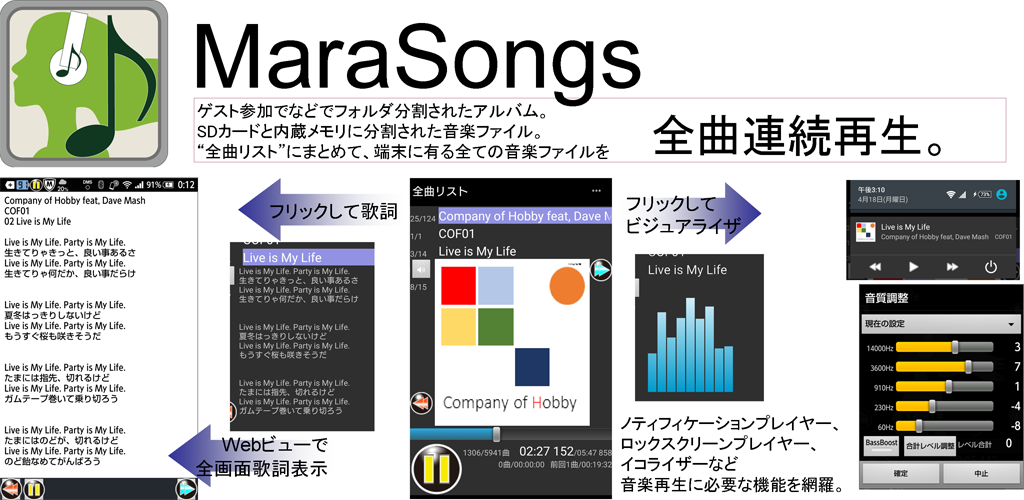 MaraSongs
ゲスト参加でなどでフォルダ分割されたアルバム。
SDカードと内蔵メモリに分割された音楽ファイル。
“全曲リスト”にまとめて、端末に有る全ての音楽ファイルを
全曲連続再生。
91% 0:12
Company of Hobby feat, Dave Mash
COF01
02 Live is My Life
Live is My Life. Party is My Life.
生きてりゃきっと、良い事あるさ
Live is My Life. Party is My Life.
生きてりゃ何だか、良い事だらけ
Live is My Life. Party is My Life.
夏冬はっきりしないけど
Live is My Life. Party is My Life.
もうすぐ桜も咲きそうだ
Live is My Life. Party is My Life.
たまには指先、切れるけど
Live is My Life. Party is My Life.
ガムテープ巻いて乗り切ろう
Live is My Life. Party is My Life.
たまにはのどが、切れるけど
Live is My Life. Party is My Life.
のど飴なめてがんばろう
フリックして歌詞
COF01
Live is My Life
Live is My Life. Party is My Life.
生きてりゃきっと、良い事あるさ
Live is My Life. Party is My Life.
生きてりゃ何だか、良い事だらけ
Live is My Life. Party is My Life.
夏冬はっきりしないけど
Live is My Life. Party is My Life.
もうすぐ桜も咲きそうだ
Live is My Life. Party is My Life.
たまには指先、切れるけど
Live is My Life. Party is My Life.
ガムテープ巻いて乗り切ろう
Webビューで
全画面歌詞表示
全曲リスト
25/124
Company of Hobby feat, Dave M
1/1
COF01
3/14
Live is My Life
8/15
Company of Hobby
1306/5941曲
02:27 152/05:47 858
0曲/00:00:00
前回1曲/00:19:32
フリックして
ビジュアライザ
COF01
Live is My Life
ノティフィケーションプレイヤー、
ロックスクリーンプレイヤー、
イコライザーなど
音楽再生に必要な機能を網羅。
午後3:10
4月18日(月曜日)
73%
Live is My Life
Company of Hobby feat, Dave Mash
COF01
音質調整
現在の設定
14000Hz
3
3600Hz
7
910Hz
1
230Hz
-4
60Hz
-8
BassBoost
合計レベル調整
レベル合計
0
確定
中止